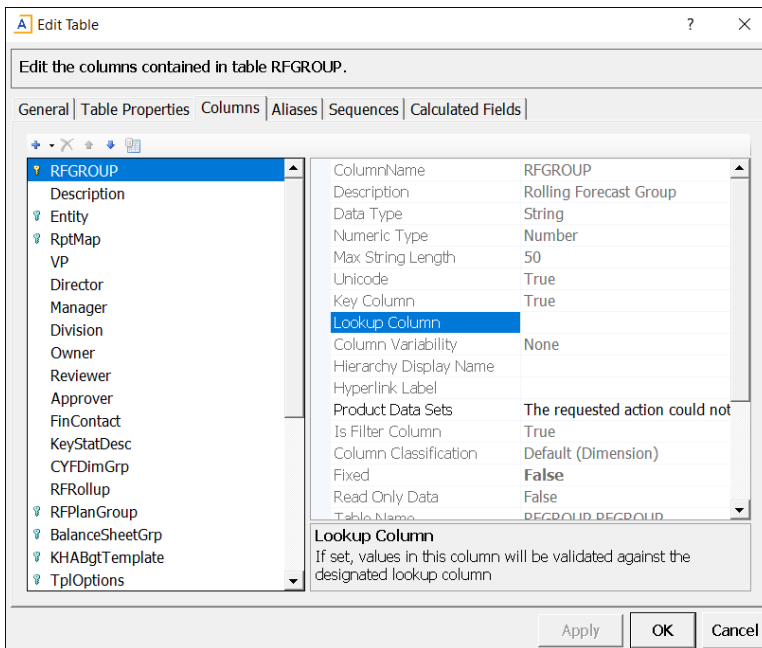 A Edit Table ? ×
Edit the columns contained in table RFGROUP.
General Table Properties Columns Aliases Sequences Calculated Fields
RFGROUP
Description
Entity
RptMap
VP
Director
Manager
Division
Owner
Reviewer
Approver
FinContact
KeyStatDesc
CYFDimGrp
RFRollup
RFPlanGroup
BalanceSheetGrp
KHABgtTemplate
TplOptions
ColumnName RFGROUP
Description Rolling Forecast Group
Data Type String
Numeric Type Number
Max String Length 50
Unicode True
Key Column True
Lookup Column
Column Variability None
Hierarchy Display Name
Hyperlink Label
Product Data Sets The requested action could not
Is Filter Column True
Column Classification Default (Dimension)
Fixed False
Read Only Data False
Table Name RFGROUP.RFGROUP
Lookup Column
If set, values in this column will be validated against the
designated lookup column
Apply OK Cancel